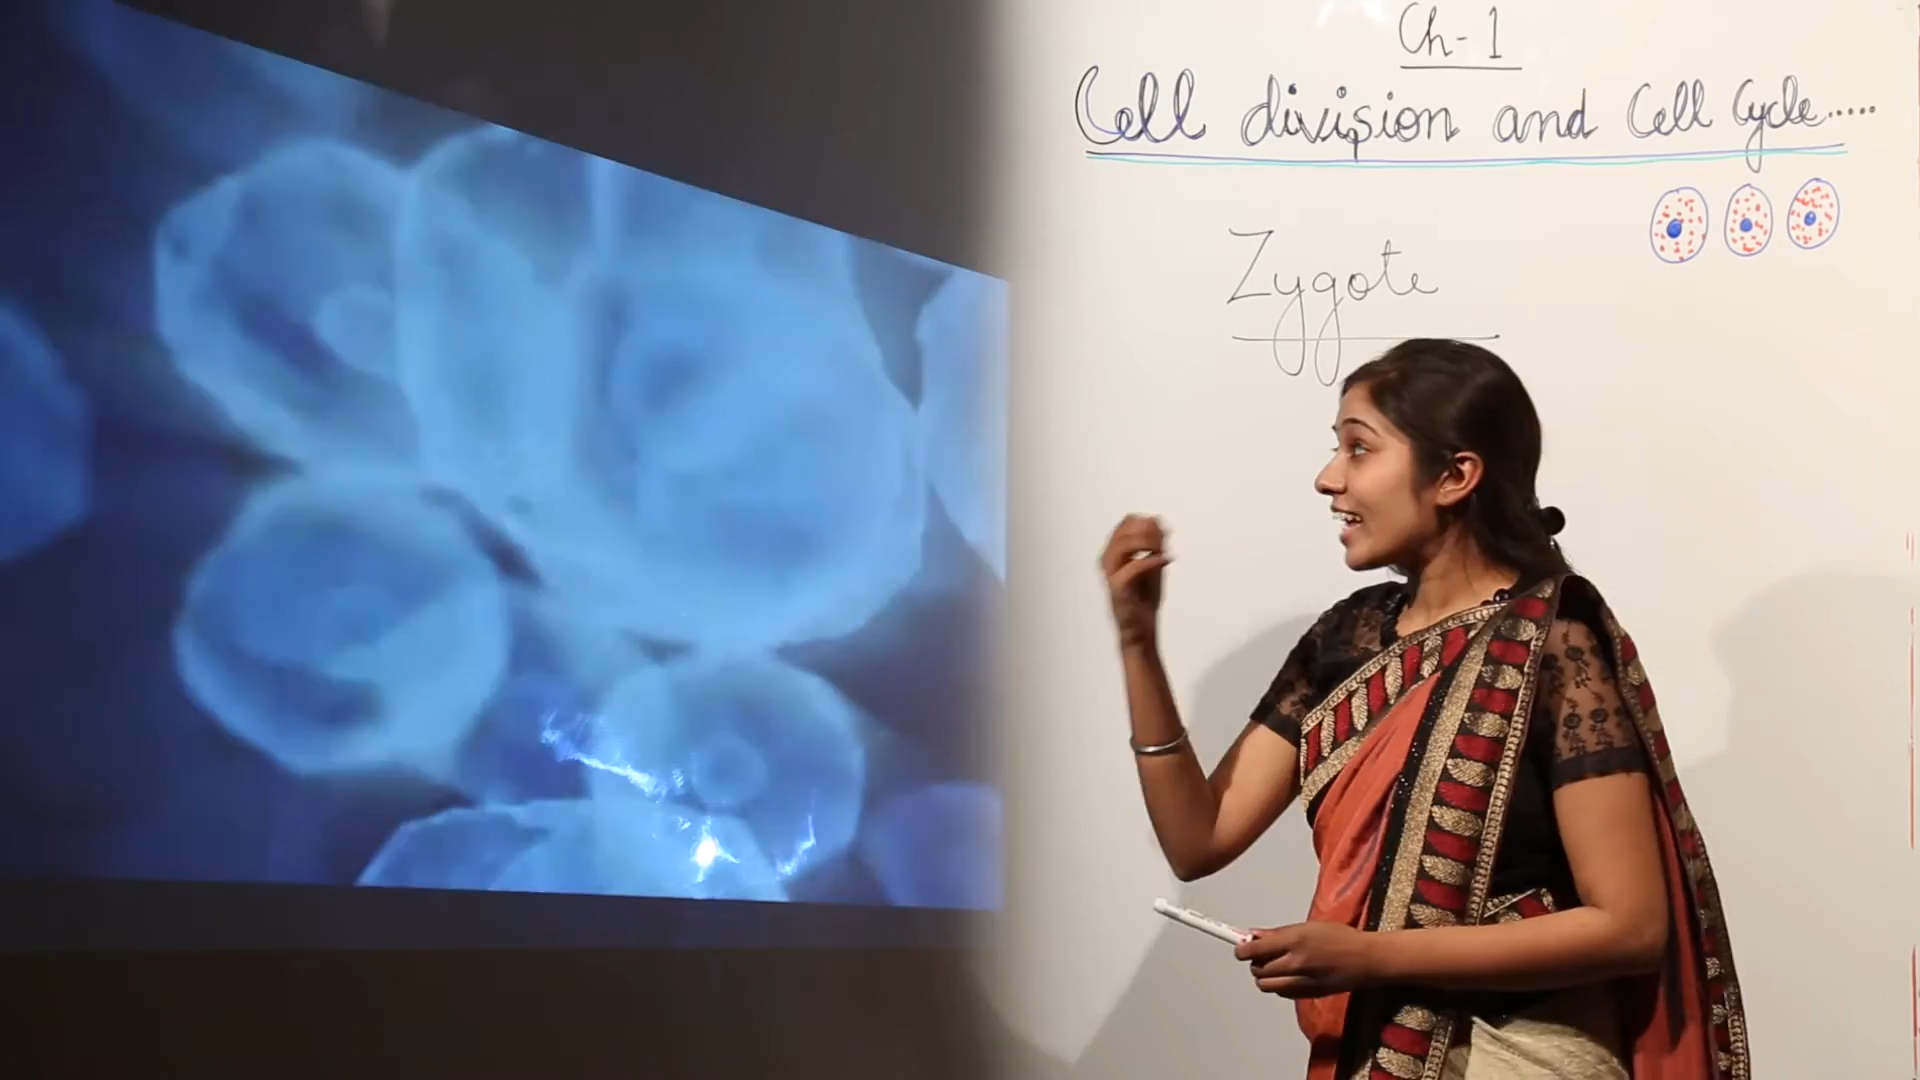 Ch-1
Cell division and Cell Cycle.....
Zygote